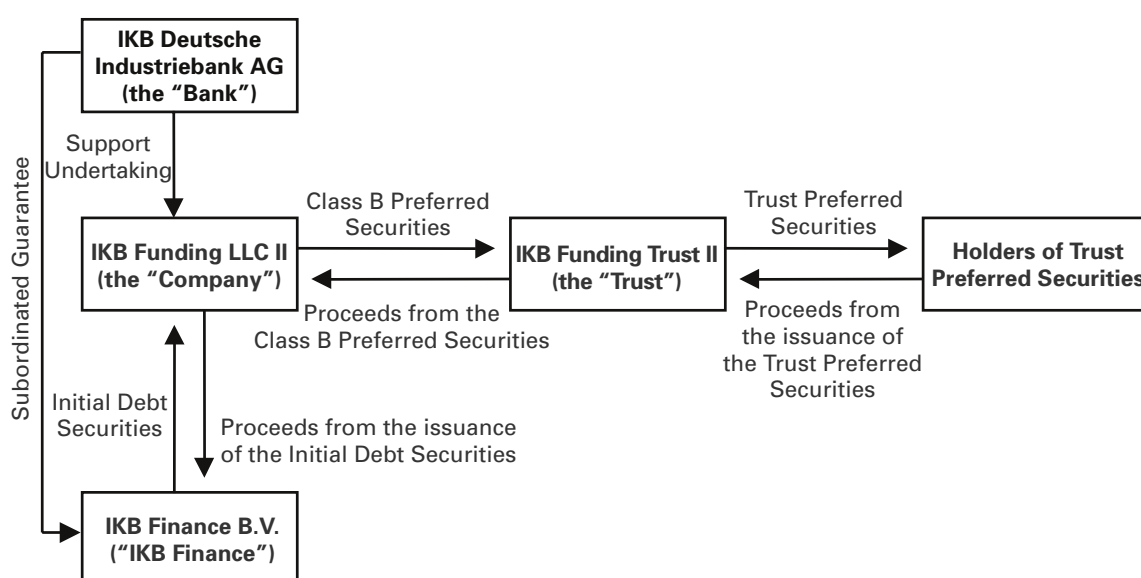 IKB Deutsche
Industriebank AG
(the “Bank”)
Subordinated Guarantee
Support
Undertaking
IKB Funding LLC II
(the “Company”)
Class B Preferred
Securities
IKB Funding Trust II
(the “Trust”)
Trust Preferred
Securities
Holders of Trust
Preferred Securities
Proceeds from the
Class B Preferred Securities
Proceeds from
the issuance of
the Trust Preferred
Securities
Initial Debt
Securities
Proceeds from the issuance
of the Initial Debt Securities
IKB Finance B.V.
(“IKB Finance”)